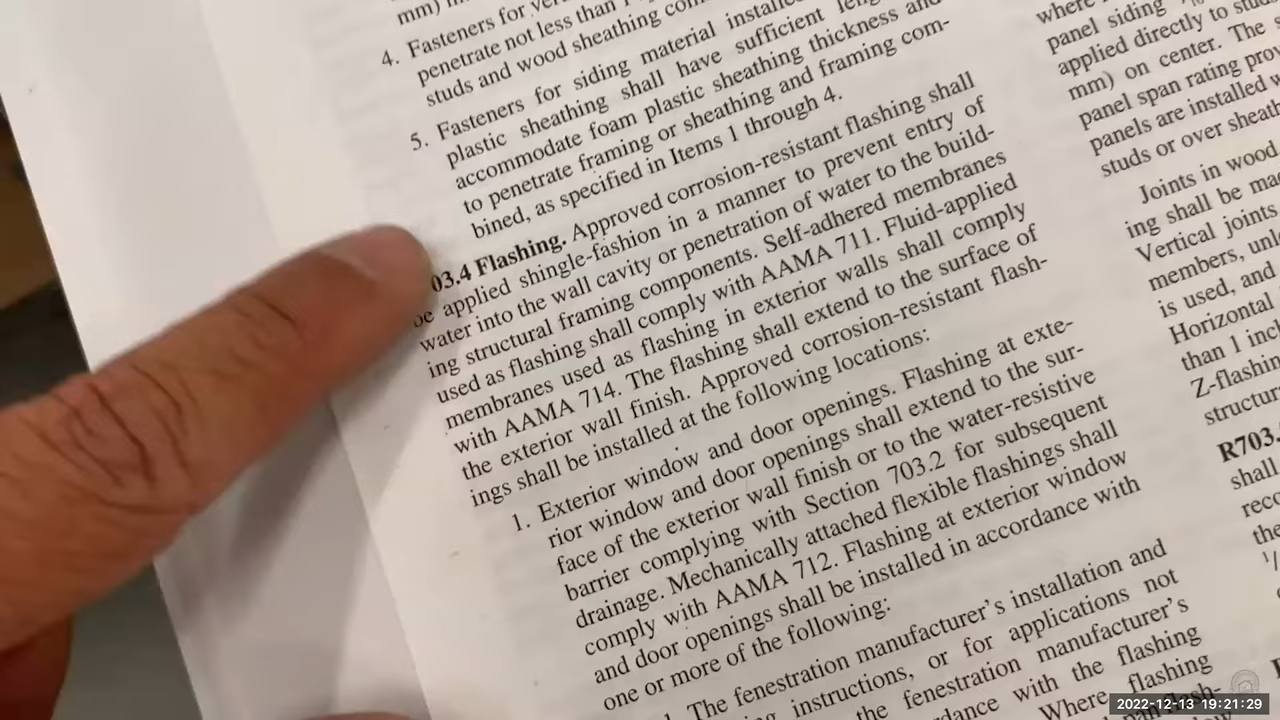 mm)
4. Fasteners for
penetrate not less than
studs and wood sheathing
5. Fasteners for siding material
plastic sheathing shall have sufficient
accommodate foam plastic sheathing thickness and
to penetrate framing or sheathing and framing com-
bined, as specified in Items 1 through 4.
03.4 Flashing. Approved corrosion-resistant flashing shall
be applied shingle-fashion in a manner to prevent entry of
water into the wall cavity or penetration of water to the build-
ing structural framing components. Self-adhered membranes
used as flashing shall comply with AAMA 711. Fluid-applied
membranes used as flashing in exterior walls shall comply
with AAMA 714. The flashing shall extend to the surface of
the exterior wall finish. Approved corrosion-resistant flash-
ings shall be installed at the following locations:
1. Exterior window and door openings. Flashing at exte-
rior window and door openings shall extend to the sur-
face of the exterior wall finish or to the water-resistive
barrier complying with Section 703.2 for subsequent
drainage. Mechanically attached flexible flashings shall
comply with AAMA 712. Flashing at exterior window
and door openings shall be installed in accordance with
one or more of the following:
The fenestration manufacturer's installation and
instructions, or for applications not
the fenestration manufacturer's
with the flashing
Where flashing
where
panel siding
applied directly to
mm) on center. The
panel span rating
panels are installed
studs or over
Joints in wood
ing shall be
Vertical joints
members,
is used, and
Horizontal
than 1
Z-flashing
R703.
shall
the
2022-12-13 19:21:29